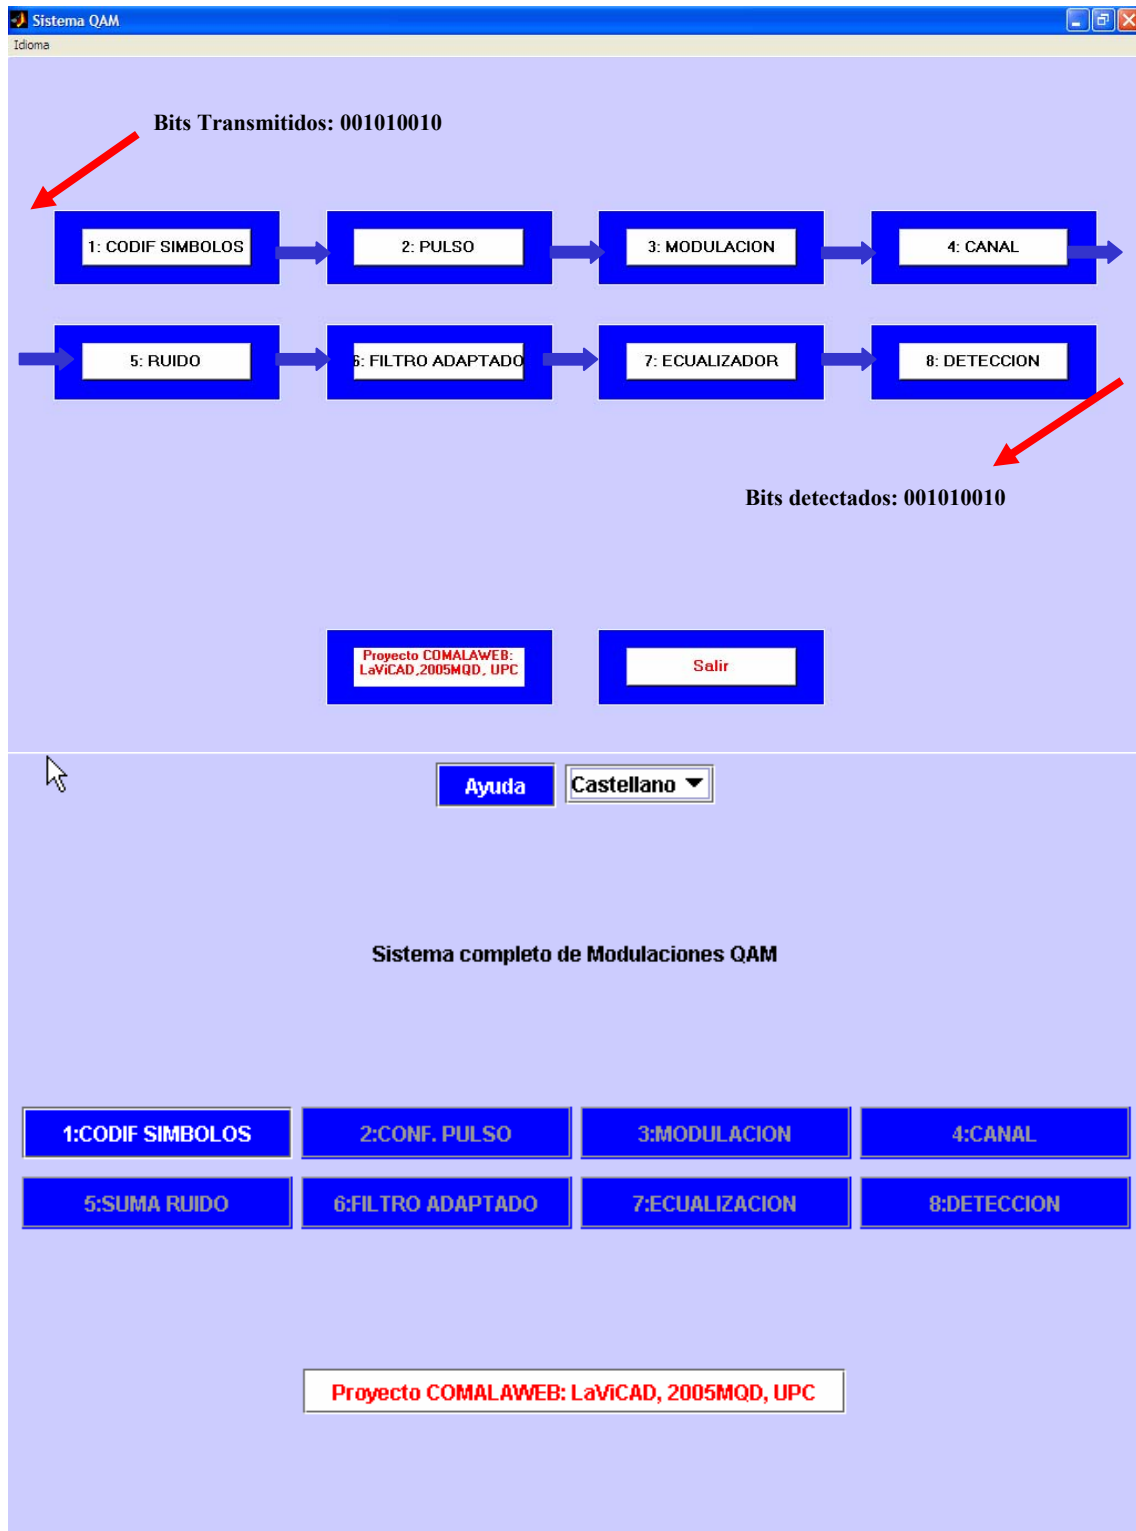 Sistema QAM
Idioma
Bits Transmitidos: 001010010
1: CODIF SIMBOLOS
2: PULSO
3: MODULACION
4: CANAL
5: RUIDO
6: FILTRO ADAPTADO
7: ECUALIZADOR
8: DETECCION
Bits detectados: 001010010
Proyecto COMALAWEB:
LaViCAD,2005MQD, UPC
Salir
Ayuda
Castellano
Sistema completo de Modulaciones QAM
1:CODIF SIMBOLOS
2:CONF. PULSO
3:MODULACION
4:CANAL
5:SUMA RUIDO
6:FILTRO ADAPTADO
7:ECUALIZACION
8:DETECCION
Proyecto COMALAWEB: LaViCAD, 2005MQD, UPC